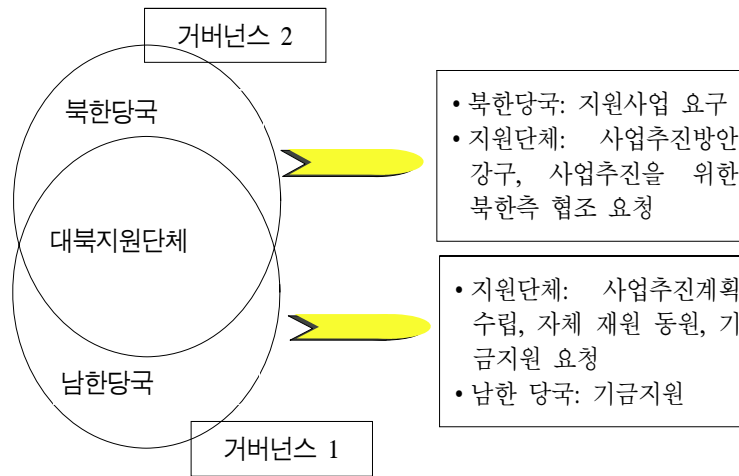 거버넌스 2
북한당국
대북지원단체
남한당국
거버넌스 1
• 북한당국: 지원사업 요구
• 지원단체: 사업추진방안
강구, 사업추진을 위한
북한측 협조 요청
• 지원단체: 사업추진계획
수립, 자체 재원 동원, 기
금지원 요청
• 남한 당국: 기금지원